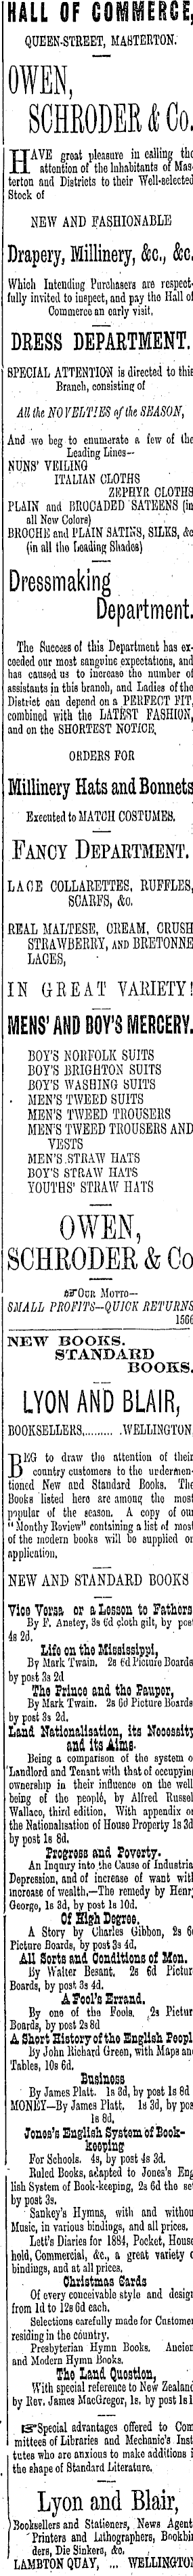 HALL OF COMMERCE,
QUEEN-STREET, MASTERTON.
OWEN,
SCHRODER & Co.
HAVE great pleasure in calling the
attention of the Inhabitants of Mas-
terton and Districts to their Well-selected
Stock of
NEW AND FASHIONABLE
Drapery, Millinery, &c., &c.
Which Intending Purchasers are respect-
fully invited to inspect, and pay the Hall of
Commerce an early visit.
DRESS DEPARTMENT.
SPECIAL ATTENTION is directed to this
Branch, consisting of
All the NOVELTIES of the SEASON,
And we beg to enumerate a few of the
Leading Lines—
NUNS' VEILING
ITALIAN CLOTHS
ZEPHYR CLOTHS
PLAIN and BROCADED SATEENS (in
all New Colors)
BROCHE and PLAIN SATINS, SILKS, &c
(in all the Leading Shades)
Dressmaking
Department.
The Success of this Department has ex-
ceeded our most sanguine expectations, and
has caused us to increase the number of
assistants in this branch, and Ladies of the
District can depend on a PERFECT FIT,
combined with the LATEST FASHION,
and on the SHORTEST NOTICE.
ORDERS FOR
Millinery Hats and Bonnets
Executed to MATCH COSTUMES.
FANCY DEPARTMENT.
LACE COLLARETTES, RUFFLES,
SCARFS, &c.
REAL MALTESE, CREAM, CRUSH
STRAWBERRY, AND BRETONNE
LACES,
IN GREAT VARIETY!
MENS' AND BOY'S MERCERY.
BOY'S NORFOLK SUITS
BOY'S BRIGHTON SUITS
BOY'S WASHING SUITS
MEN'S TWEED SUITS
MEN'S TWEED TROUSERS
MEN'S TWEED TROUSERS AND
VESTS
MEN'S STRAW HATS
BOY'S STRAW HATS
YOUTHS' STRAW HATS
OWEN,
SCHRODER & Co
☞OUR MOTTO—
SMALL PROFITS—QUICK RETURNS
1566
NEW BOOKS.
STANDARD
BOOKS.
LYON AND BLAIR,
BOOKSELLERS,..........WELLINGTON,
BEG to draw the attention of their
country customers to the undermen-
tioned New and Standard Books. The
Books listed here are among the most
popular of the season. A copy of our
"Monthy Review" containing a list of most
of the modern books will be supplied on
application.
NEW AND STANDARD BOOKS
Vice Versa or a Lesson to Fathers
By F. Anstey, 3s 6d cloth gilt, by post
4s 2d.
Life on the Mississippi,
By Mark Twain. 2s 6d Picture Boards
by post 3s 2d
The Prince and the Pauper,
By Mark Twain. 2s 6d Picture Boards
by post 3s 2d.
Land Nationalisation, its Necessity
and its Aims.
Being a comparison of the system o
Landlord and Tenant with that of occupyin
ownership in their influence on the well
being of the people, by Alfred Russel
Wallace, third edition, With appendix o
the Nationalisation of House Property 1s 3d
by post 1s 8d.
Progress and Poverty.
An Inqury into the Cause of Industria
Depression, and of increase of want wit
increase of wealth,—The remedy by Henr
George, 1s 3d, by post 1s 10d.
Of High Degree.
A Story by Charles Gibbon, 2s 6
Picture Boards, by post 3s 4d.
All Sorts and Conditions of Men.
By Walter Besant. 2s 6d Pictur
Boards, by post 3s 4d.
A Fool's Errand.
By one of the Fools. 2s Pictur
Boards, by post 2s 8d
A Short History of the English Peopl
By John Richard Green, with Maps an
Tables, 10s 6d.
Business
By James Platt. 1s 3d, by post 1s 8d
MONEY—By James Platt. 1s 3d, by pos
1s 8d.
Jones's English System of Book-
keeping
For Schools. 4s, by post 4s 3d.
Ruled Books, adapted to Jones's Eng
lish System of Book-keeping, 2s 6d the set
by post 3s.
Sankey's Hymns, with and withou
Music, in various bindings, and all prices.
Lett's Diaries for 1884, Pocket, House
hold, Commercial, &c., a great variety o
bindings, and at all prices.
Christmas Cards
Of every conceivable style and design
from 1d to 12s 6d each.
Selections carefully made for Customer
residing in the country.
Presbyterian Hymn Books. Ancien
and Modern Hymn Books.
The Land Question,
With special reference to New Zealand
by Rev. James MacGregor, 1s. by post 1s 1
☞Special advantages offered to Com
mittees of Libraries and Mechanic's Inst
tutes who are anxious to make additions i
the shape of Standard Literature.
Lyon and Blair,
Booksellers and Stationers, News Agent
Printers and Lithographers, Bookbin
ders, Die Sinkers, &c.
LAMBTON QUAY, ... WELLINGTON